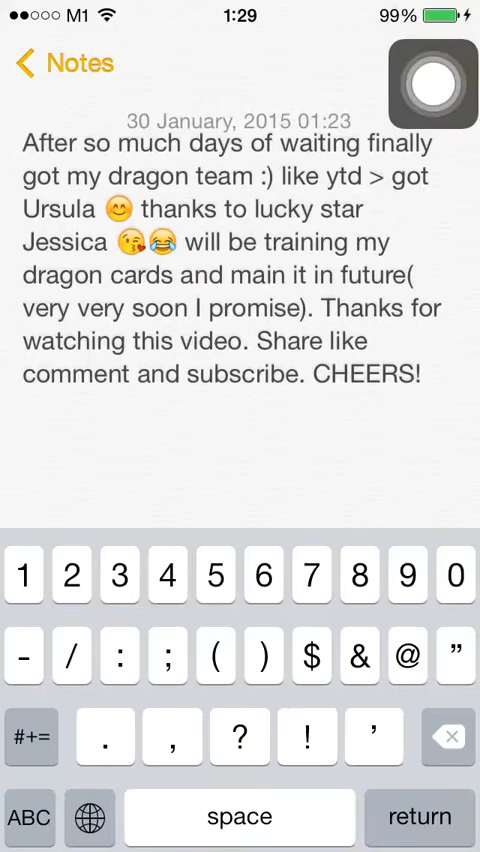 M1 1:29 99%
Notes
30 January, 2015 01:23
After so much days of waiting finally
got my dragon team :) like ytd > got
Ursula 😊 thanks to lucky star
Jessica 😘😂 will be training my
dragon cards and main it in future(
very very soon I promise). Thanks for
watching this video. Share like
comment and subscribe. CHEERS!
1 2 3 4 5 6 7 8 9 0
- / : ; ( ) $ & @ ”
#+= . , ? ! ’
ABC space return